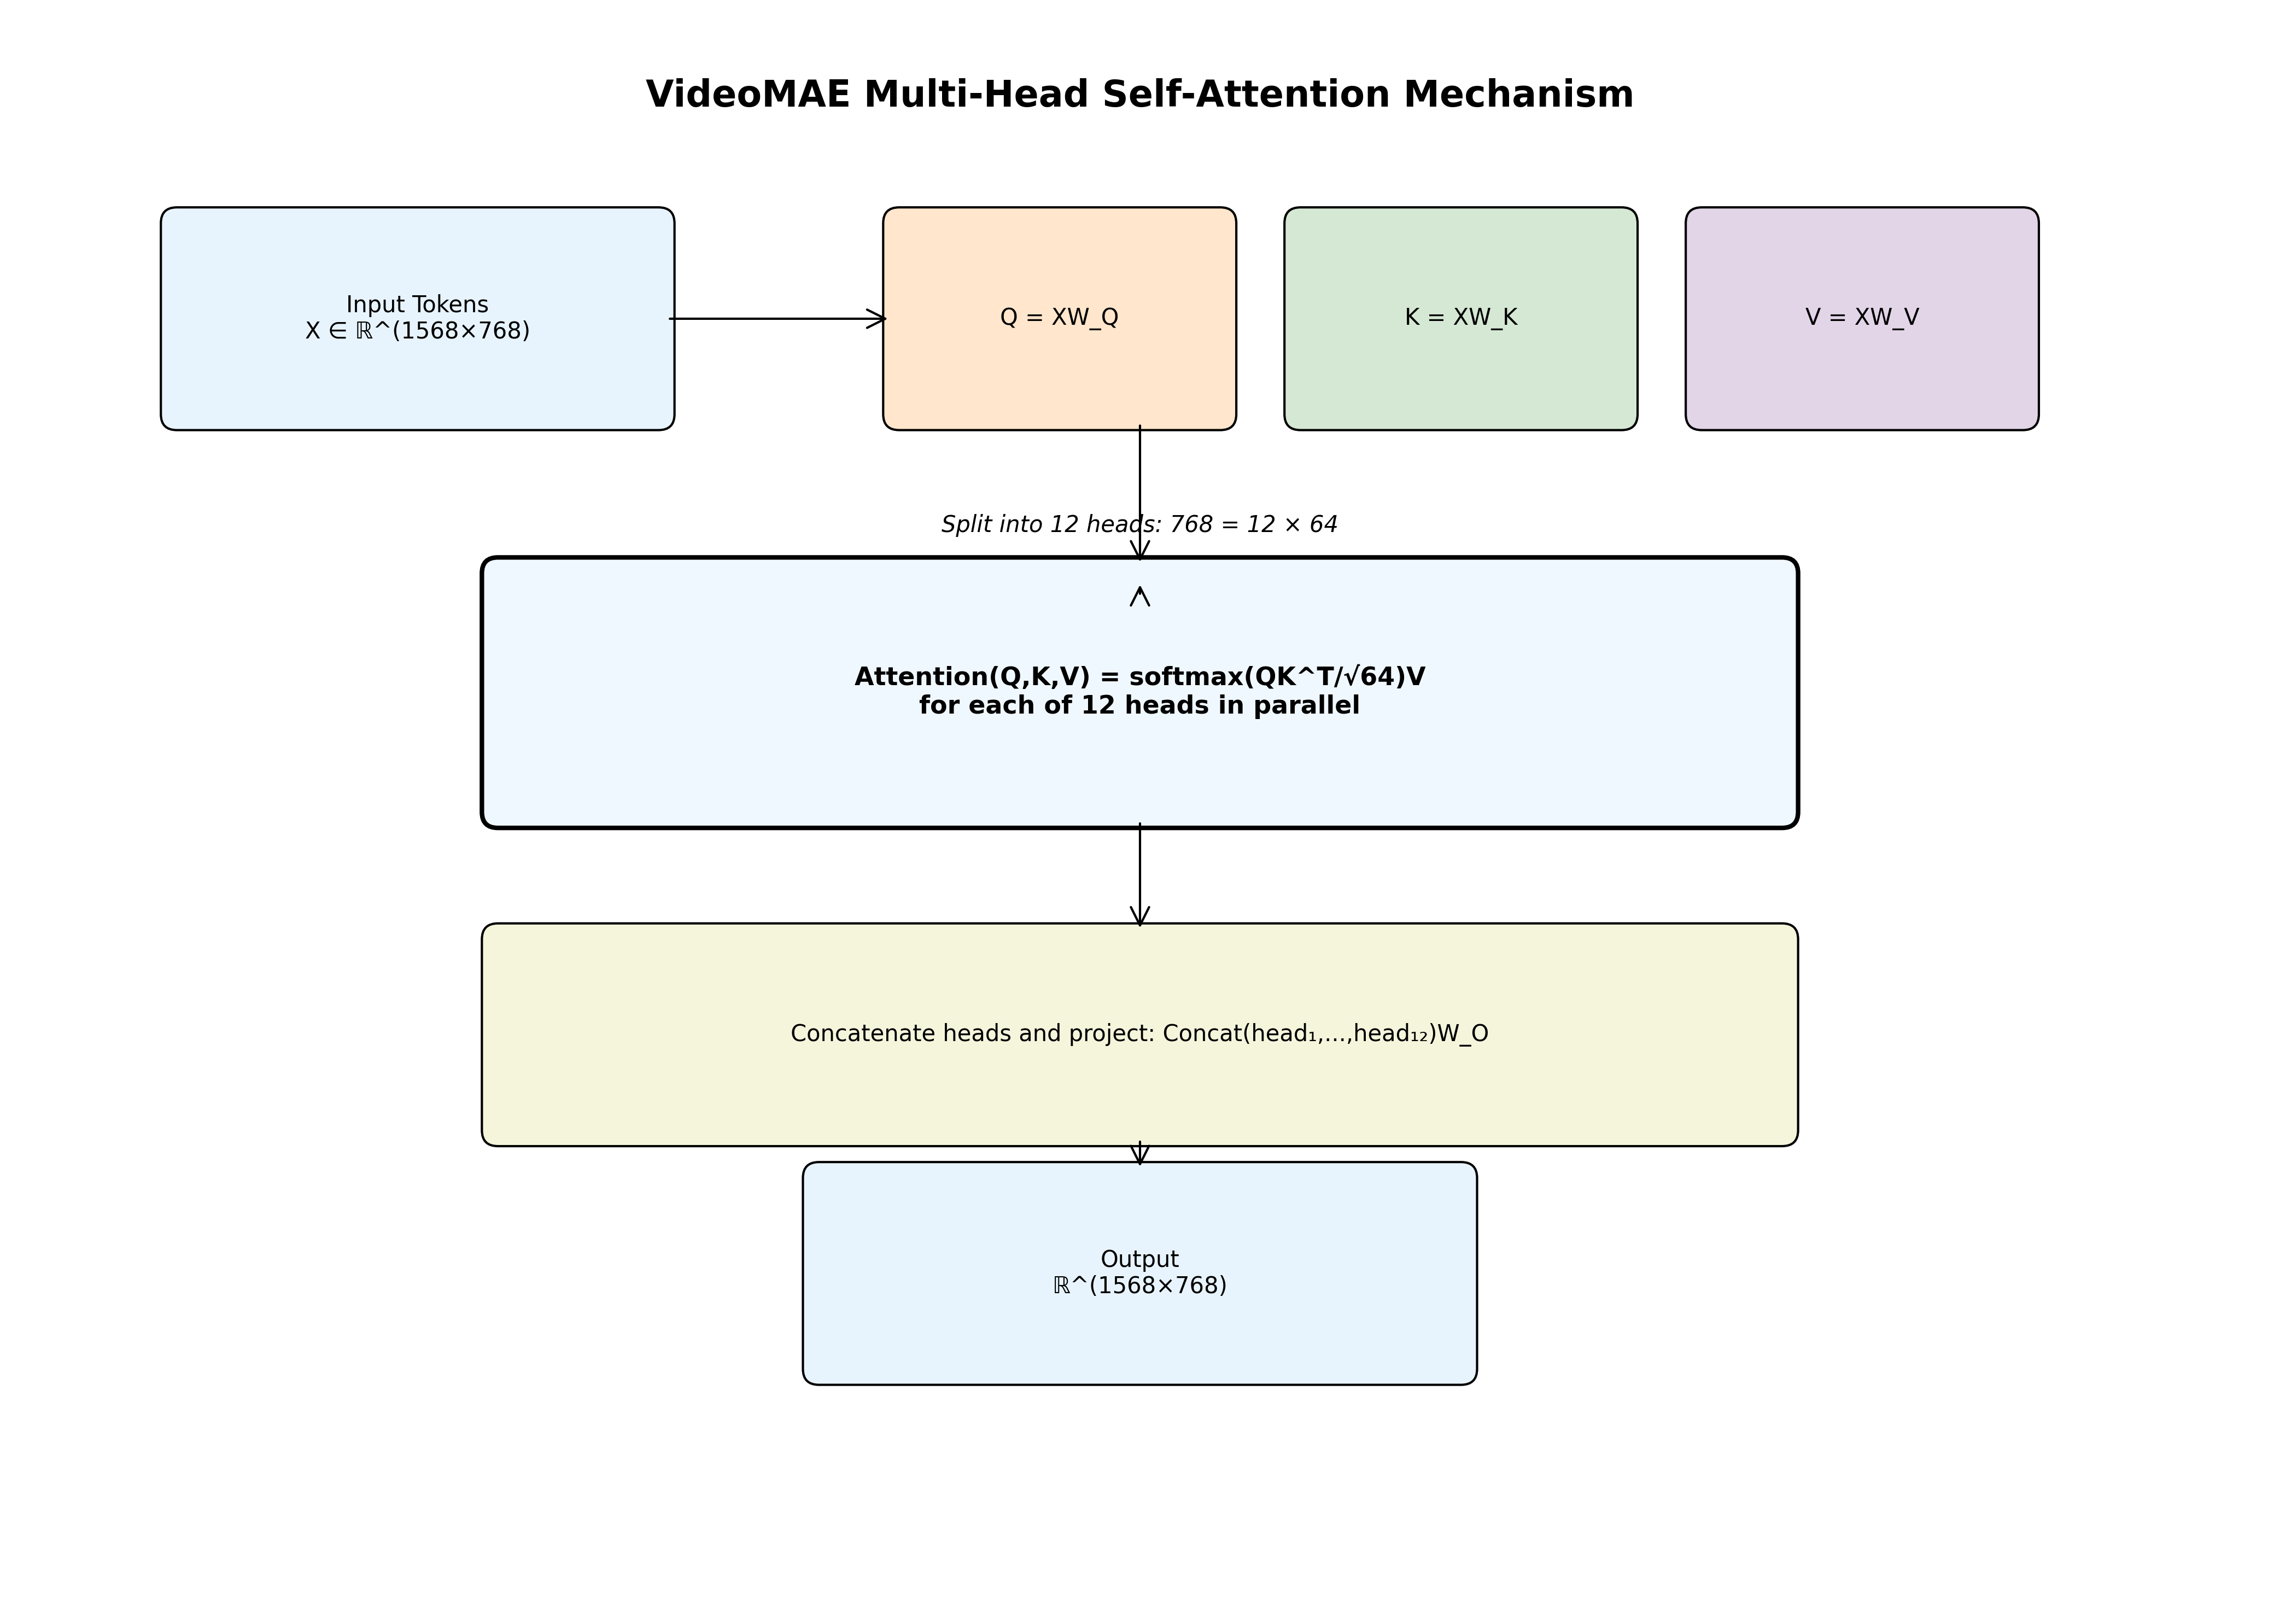 VideoMAE Multi-Head Self-Attention Mechanism
Input Tokens
X ∈ ℝ^(1568×768)
Q = XW_Q
K = XW_K
V = XW_V
Split into 12 heads: 768 = 12 × 64
Attention(Q,K,V) = softmax(QK^T/√64)V
for each of 12 heads in parallel
Concatenate heads and project: Concat(head₁,...,head₁₂)W_O
Output
ℝ^(1568×768)